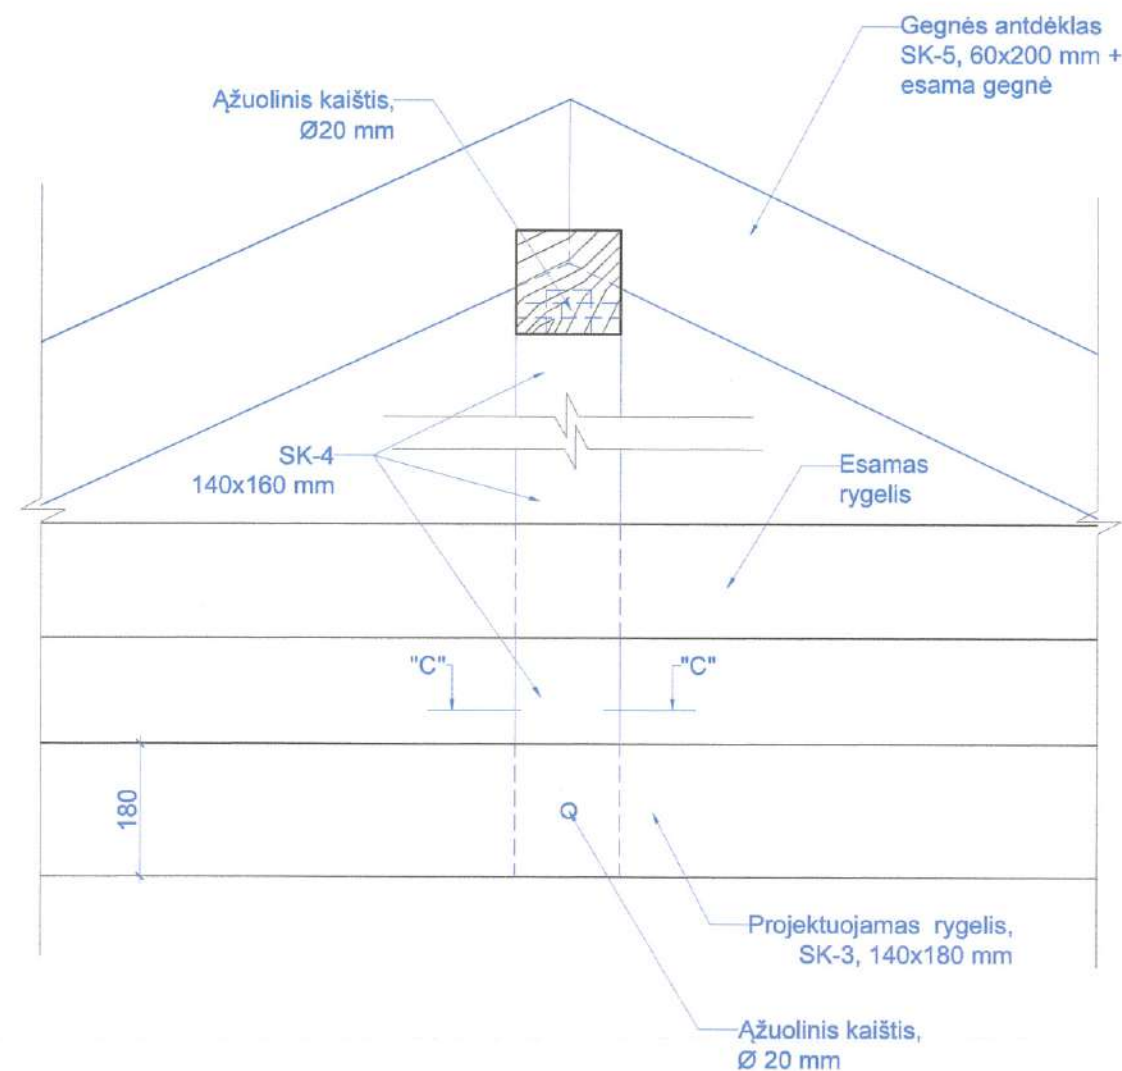 Gegnės antdėklas
SK-5, 60x200 mm +
esama gegnė
Ąžuolinis kaištis,
Ø20 mm
SK-4
140x160 mm
Esamas
rygelis
"C"
"C"
180
Projektuojamas rygelis,
SK-3, 140x180 mm
Ąžuolinis kaištis,
Ø 20 mm